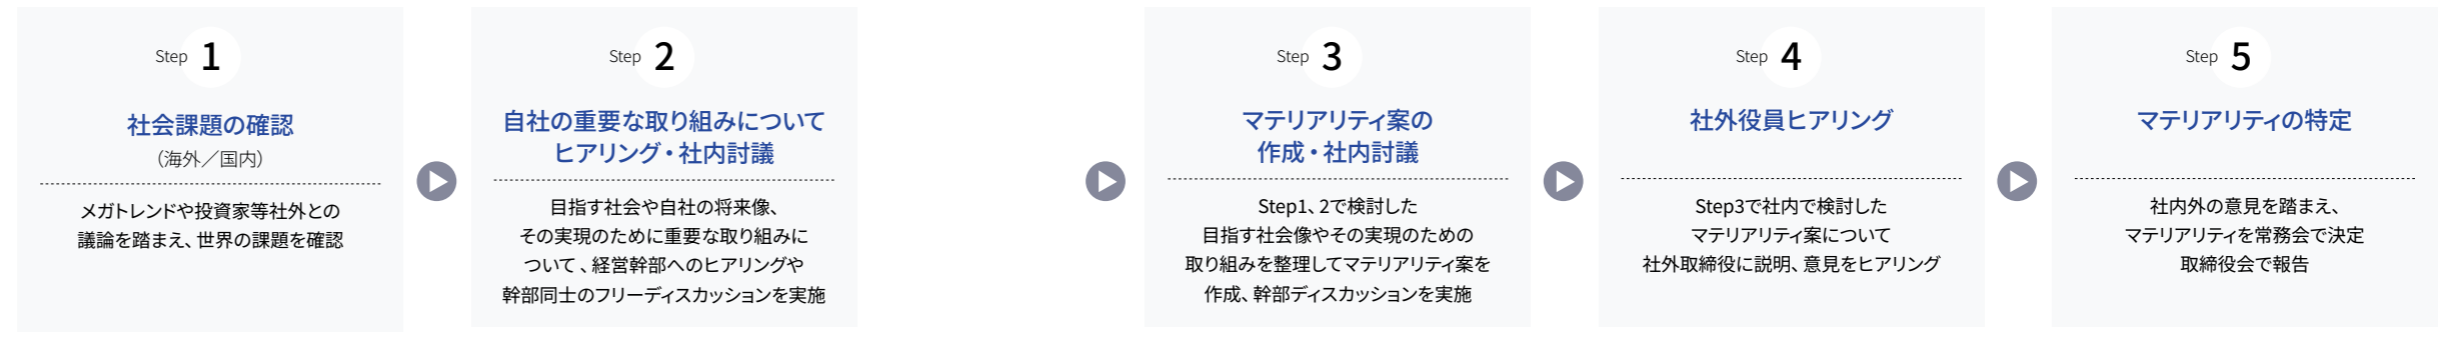 Step 1
社会課題の確認
（海外／国内）
メガトレンドや投資家等社外との
議論を踏まえ、世界の課題を確認
Step 2
自社の重要な取り組みについて
ヒアリング・社内討議
目指す社会や自社の将来像、
その実現のために重要な取り組みに
ついて、経営幹部へのヒアリングや
幹部同士のフリーディスカッションを実施
Step 3
マテリアリティ案の
作成・社内討議
Step1、2で検討した
目指す社会像やその実現のための
取り組みを整理してマテリアリティ案を
作成、幹部ディスカッションを実施
Step 4
社外役員ヒアリング
Step3で社内で検討した
マテリアリティ案について
社外取締役に説明、意見をヒアリング
Step 5
マテリアリティの特定
社内外の意見を踏まえ、
マテリアリティを常務会で決定
取締役会で報告